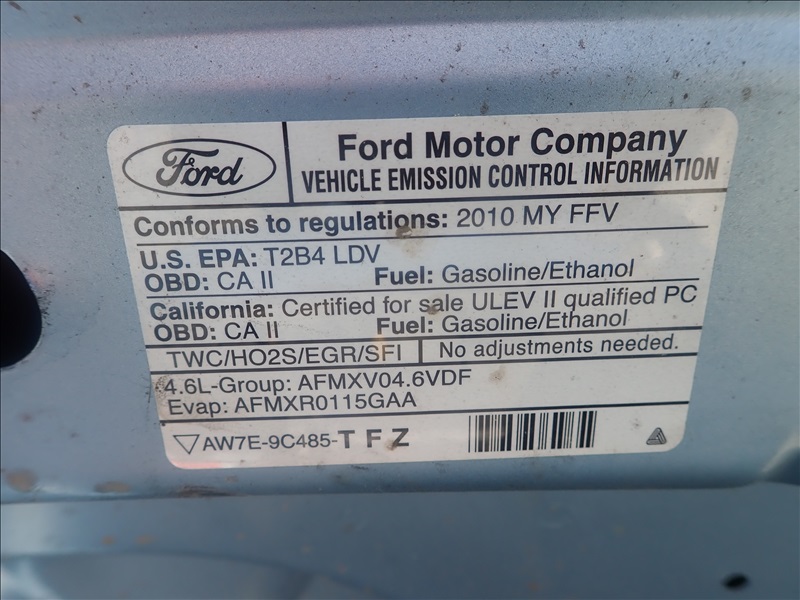 Ford
Ford Motor Company
VEHICLE EMISSION CONTROL INFORMATION
Conforms to regulations: 2010 MY FFV
U.S. EPA: T2B4 LDV
OBD: CA II Fuel: Gasoline/Ethanol
California: Certified for sale ULEV II qualified PC
OBD: CA II Fuel: Gasoline/Ethanol
TWC/HO2S/EGR/SFI No adjustments needed.
4.6L-Group: AFMXV04.6VDF
Evap: AFMXR0115GAA
AW7E-9C485-T F Z